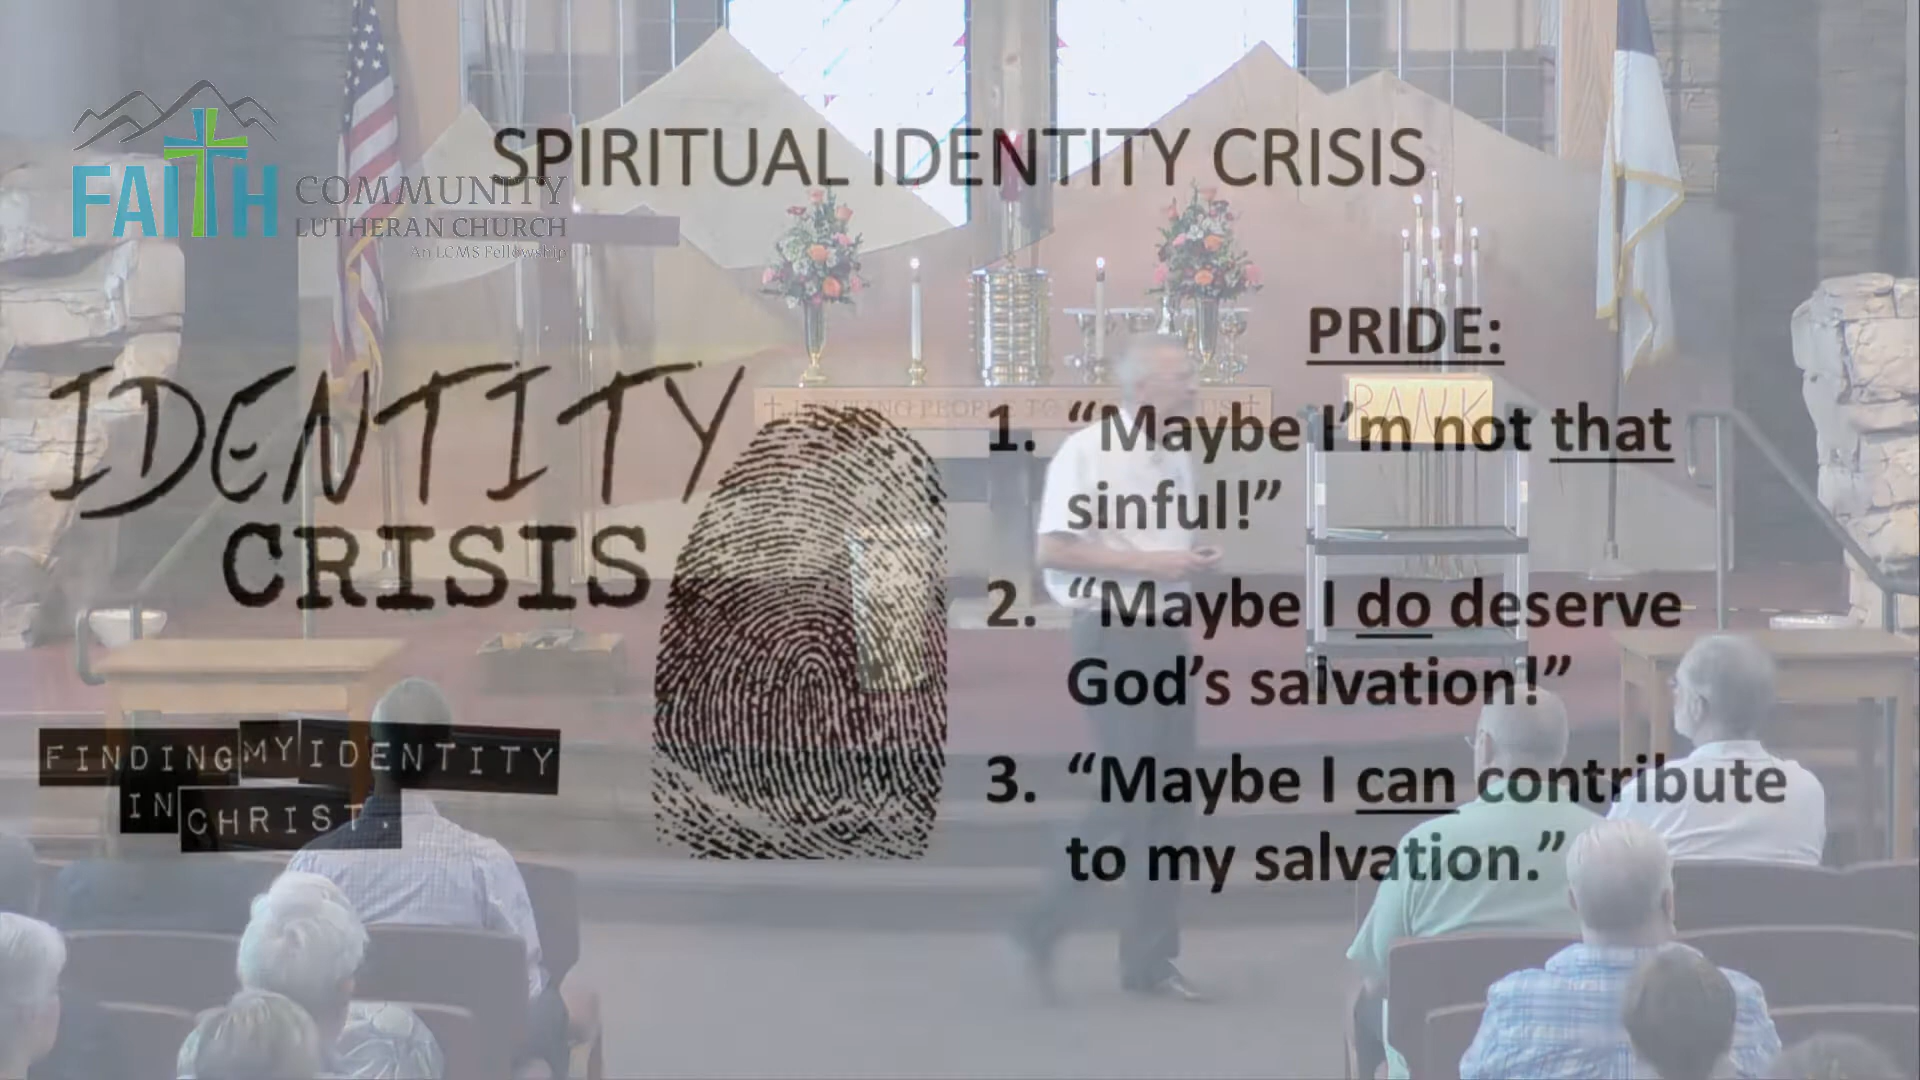 SPIRITUAL IDENTITY CRISIS
FAITH
COMMUNITY
LUTHERAN CHURCH
An LCMS Fellowship
IDENTITY
CRISIS
FINDING MY IDENTITY
IN CHRIST.
PRIDE:
BANK
1. “Maybe I’m not that
sinful!”
2. “Maybe I do deserve
God’s salvation!”
3. “Maybe I can contribute
to my salvation.”